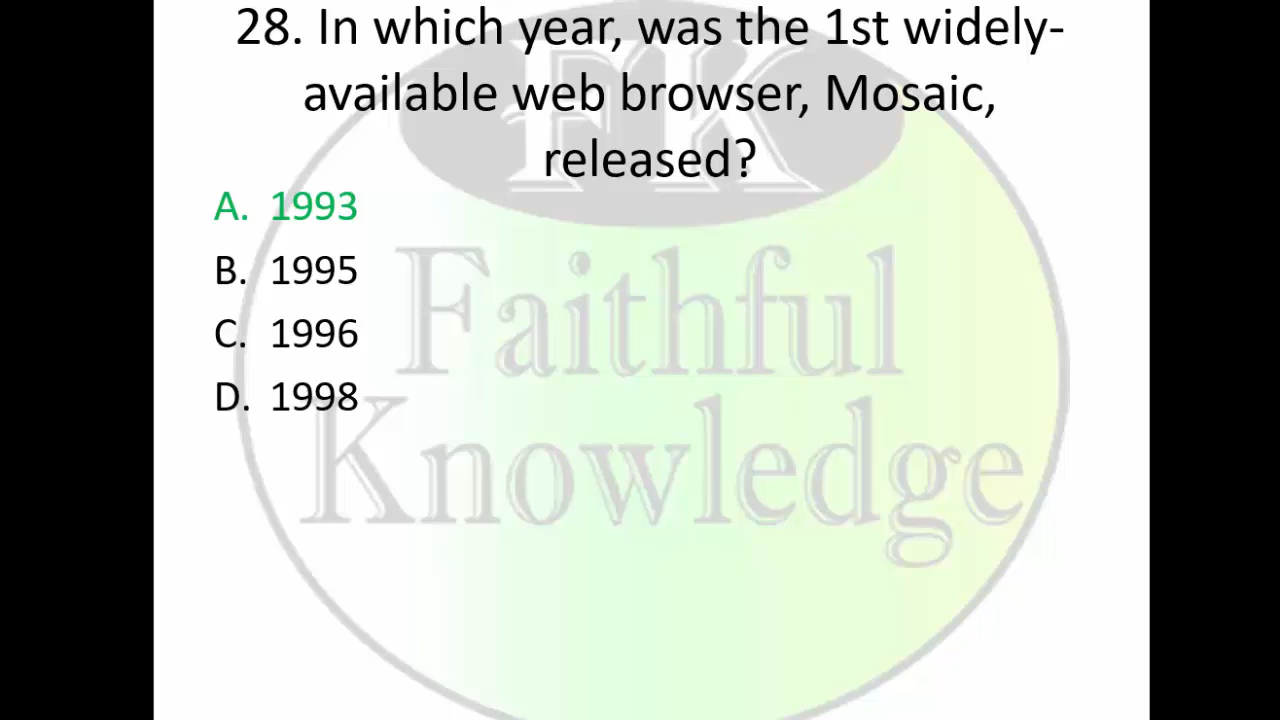 28. In which year, was the 1st widely-
available web browser, Mosaic,
released?
A. 1993
B. 1995
C. 1996
D. 1998
FK
Faithful
Knowledge